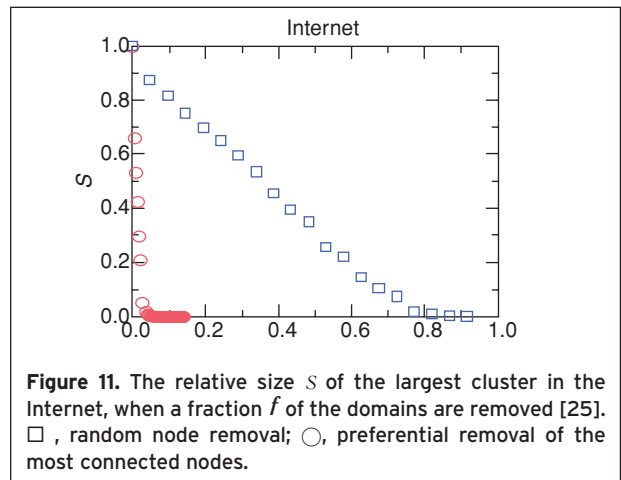 Internet
1.0
0.8
0.6
S
0.4
0.2
0.0
0.0 0.2 0.4 0.6 0.8 1.0
Figure 11. The relative size S of the largest cluster in the
Internet, when a fraction f of the domains are removed [25].
□ , random node removal; ○, preferential removal of the
most connected nodes.